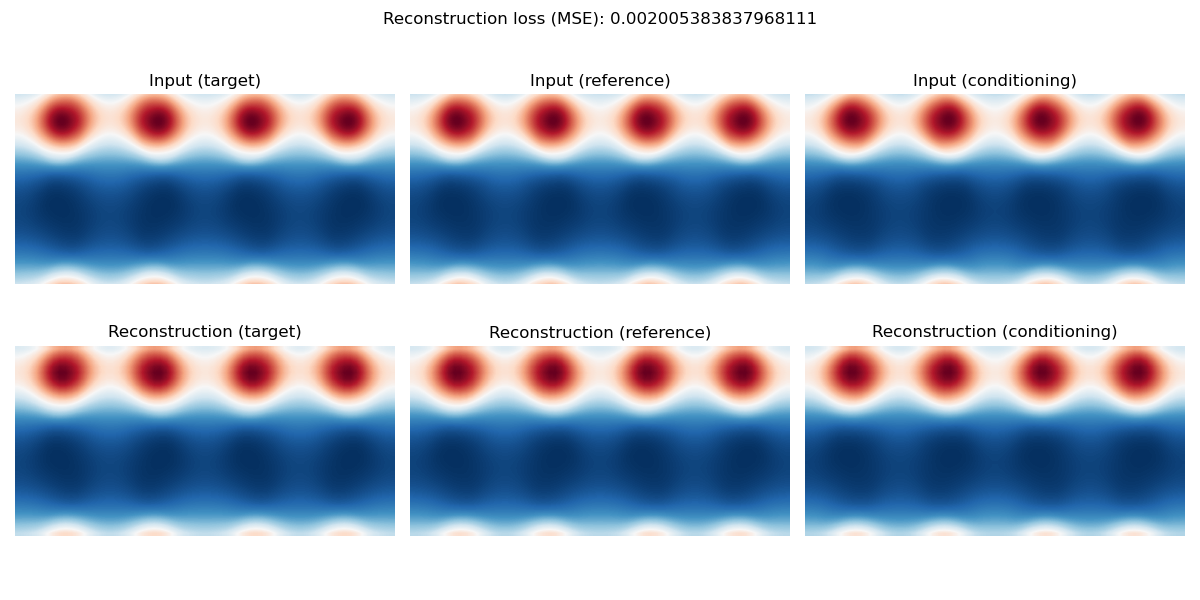 Reconstruction loss (MSE): 0.002005383837968111
Input (target)
Input (reference)
Input (conditioning)
Reconstruction (target)
Reconstruction (reference)
Reconstruction (conditioning)